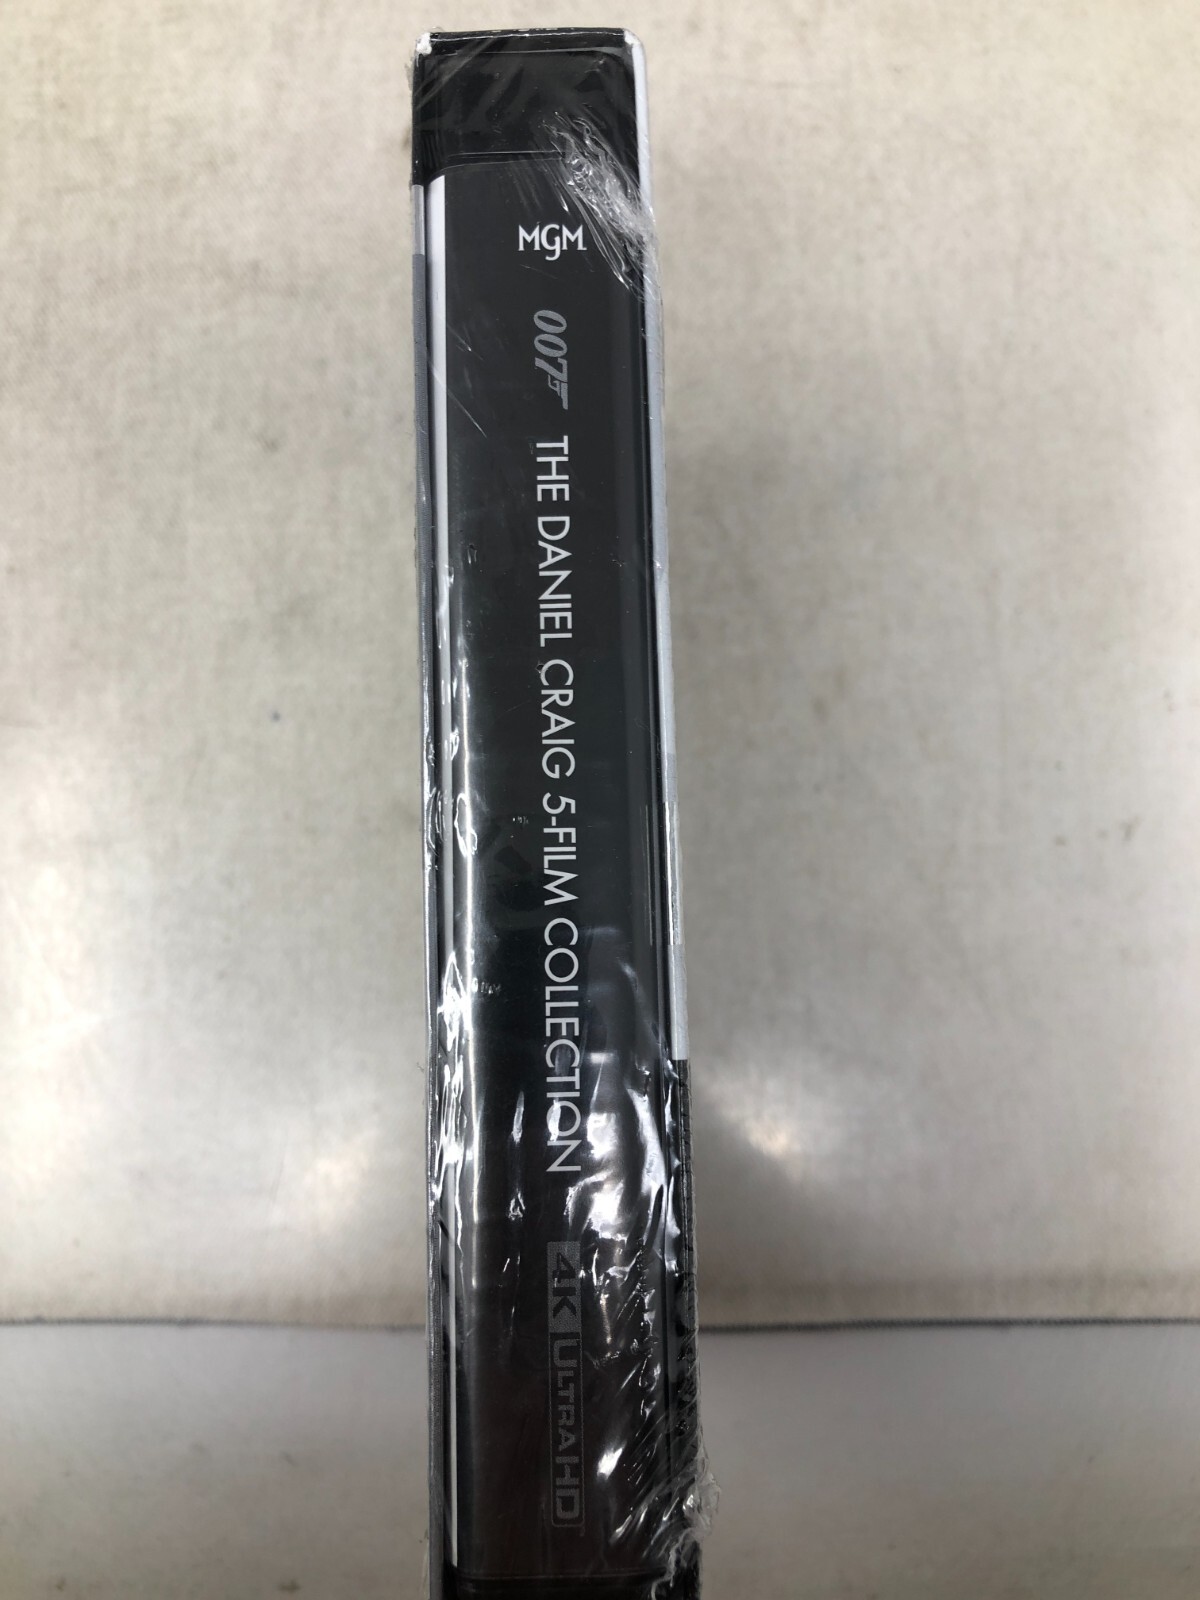 MGM
007
THE DANIEL CRAIG 5-FILM COLLECTION
4K ULTRA HD